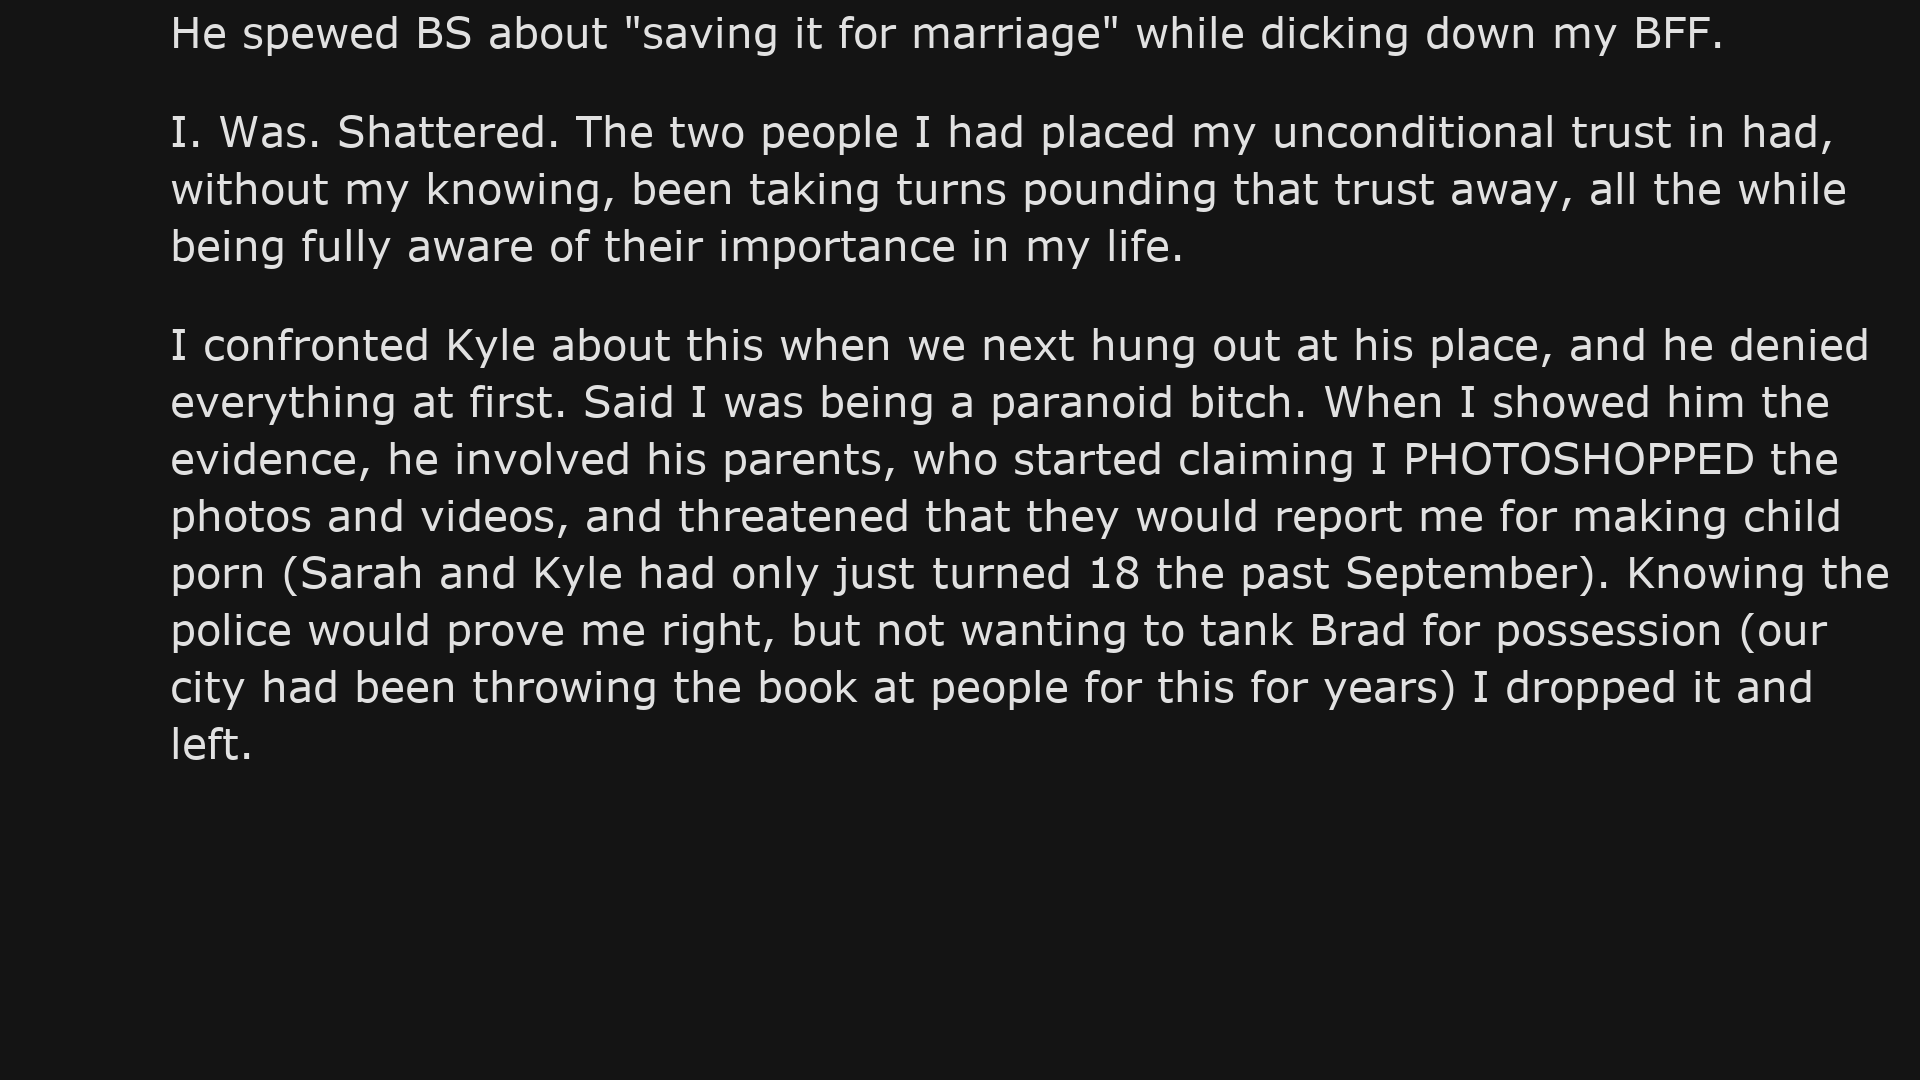 He spewed BS about "saving it for marriage" while dicking down my BFF.
I. Was. Shattered. The two people I had placed my unconditional trust in had,
without my knowing, been taking turns pounding that trust away, all the while
being fully aware of their importance in my life.
I confronted Kyle about this when we next hung out at his place, and he denied
everything at first. Said I was being a paranoid bitch. When I showed him the
evidence, he involved his parents, who started claiming I PHOTOSHOPPED the
photos and videos, and threatened that they would report me for making child
porn (Sarah and Kyle had only just turned 18 the past September). Knowing the
police would prove me right, but not wanting to tank Brad for possession (our
city had been throwing the book at people for this for years) I dropped it and
left.